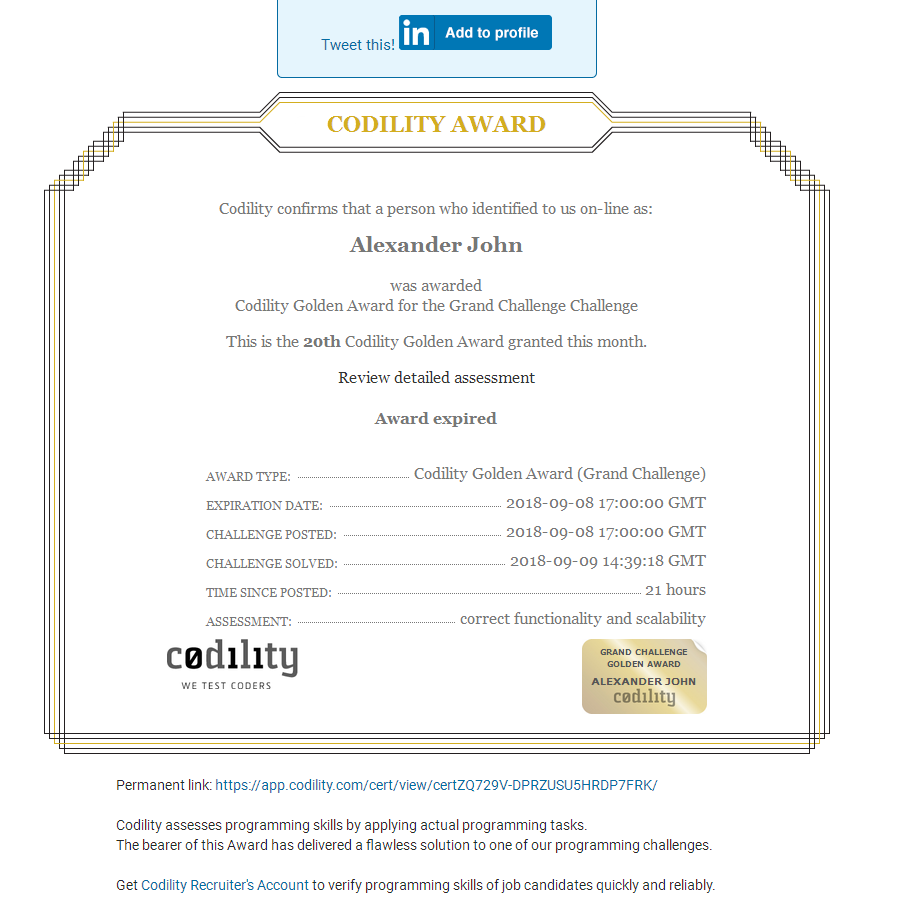 Tweet this! in Add to profile
CODILITY AWARD
Codility confirms that a person who identified to us on-line as:
Alexander John
was awarded
Codility Golden Award for the Grand Challenge Challenge
This is the 20th Codility Golden Award granted this month.
Review detailed assessment
Award expired
AWARD TYPE: Codility Golden Award (Grand Challenge)
EXPIRATION DATE: 2018-09-08 17:00:00 GMT
CHALLENGE POSTED: 2018-09-08 17:00:00 GMT
CHALLENGE SOLVED: 2018-09-09 14:39:18 GMT
TIME SINCE POSTED: 21 hours
ASSESSMENT: correct functionality and scalability
cødılıty
WE TEST CODERS
GRAND CHALLENGE
GOLDEN AWARD
ALEXANDER JOHN
cødılıty
Permanent link: https://app.codility.com/cert/view/certZQ729V-DPRZUSU5HRDP7FRK/
Codility assesses programming skills by applying actual programming tasks.
The bearer of this Award has delivered a flawless solution to one of our programming challenges.
Get Codility Recruiter's Account to verify programming skills of job candidates quickly and reliably.